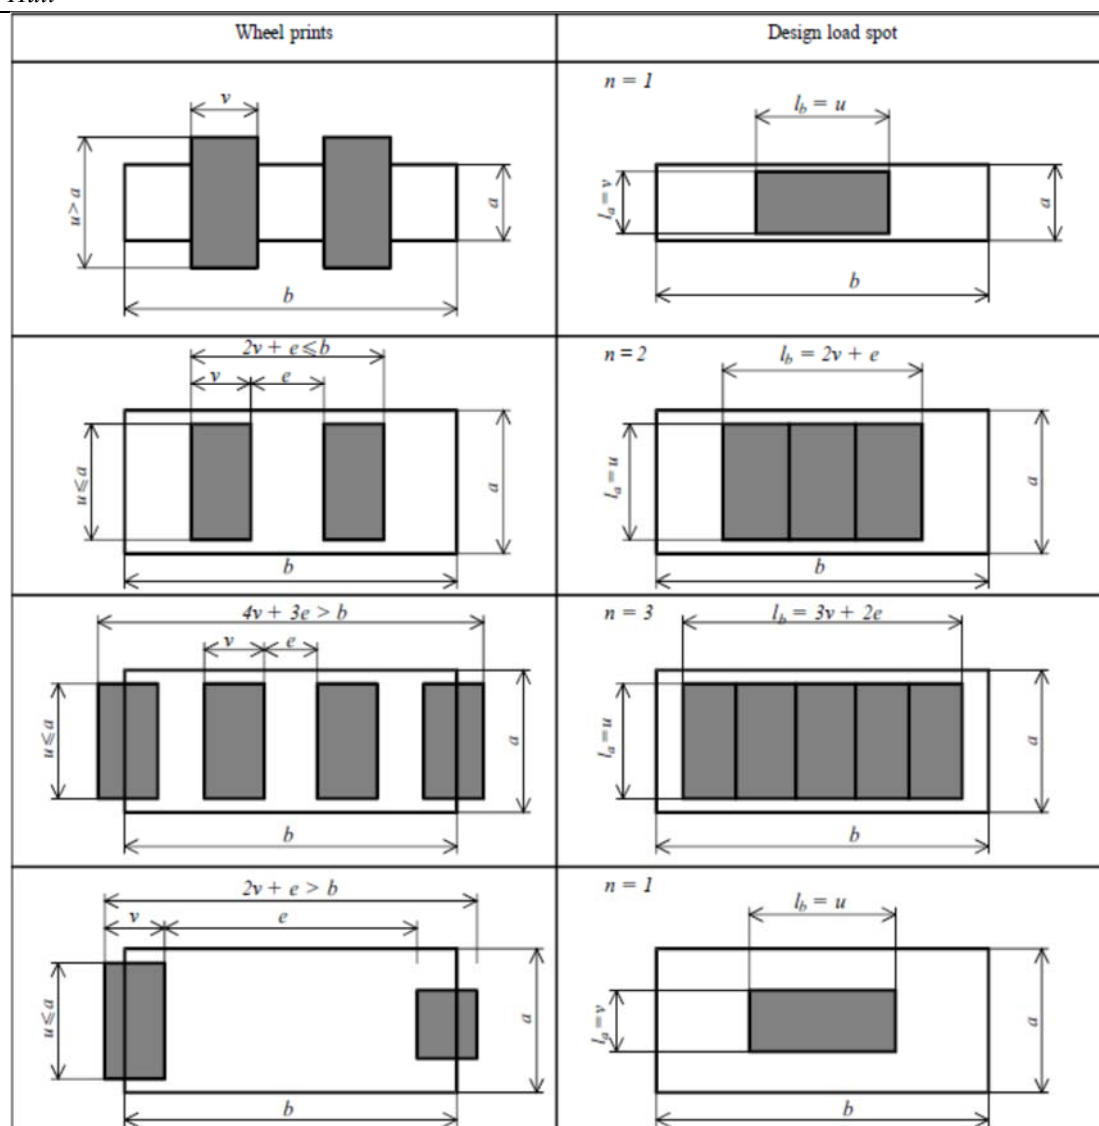 Hull
Wheel prints
Design load spot
v
u > a
a
b
n = 1
l_b = u
l_a = v
a
b
2v + e ⩽ b
v
e
u ⩽ a
a
b
n = 2
l_b = 2v + e
l_a = u
a
b
4v + 3e > b
v
e
u ⩽ a
a
b
n = 3
l_b = 3v + 2e
l_a = u
a
b
2v + e > b
v
e
u ⩽ a
a
b
n = 1
l_b = u
l_a = v
a
b